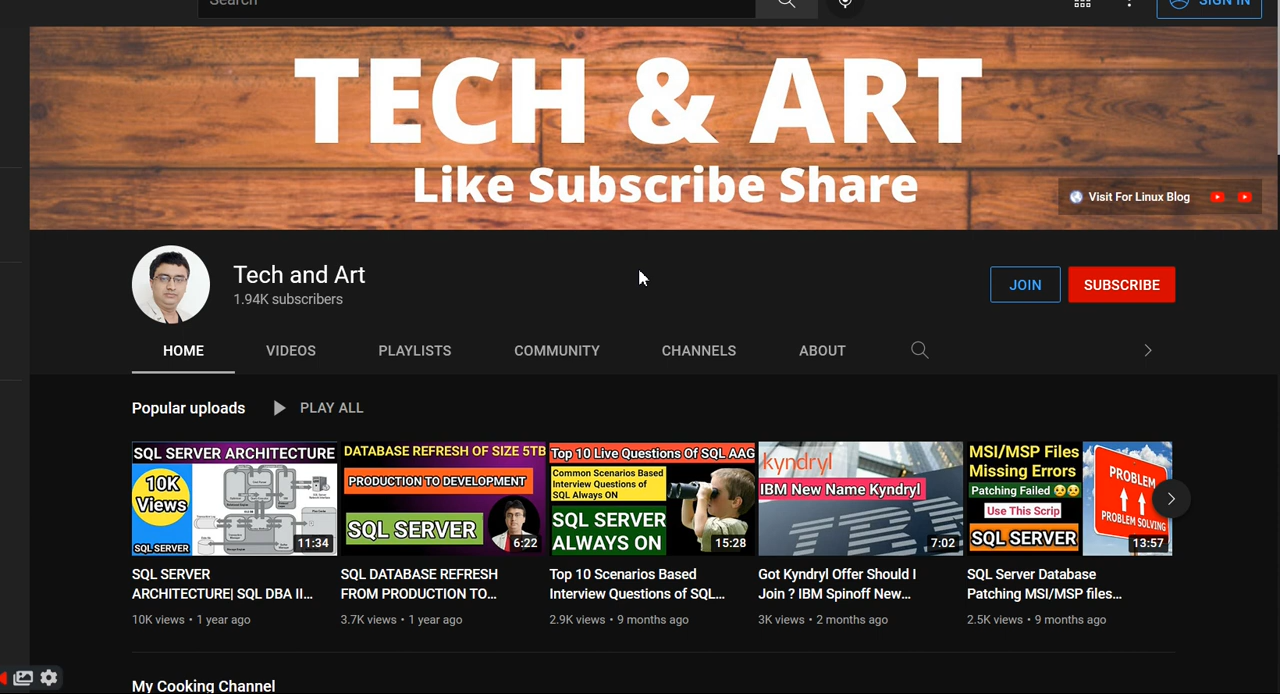 Search
SIGN IN
TECH & ART
Like Subscribe Share
Visit For Linux Blog
Tech and Art
1.94K subscribers
JOIN
SUBSCRIBE
HOME
VIDEOS
PLAYLISTS
COMMUNITY
CHANNELS
ABOUT
Popular uploads
PLAY ALL
SQL SERVER ARCHITECTURE
10K
Views
SQL SERVER
11:34
SQL SERVER
ARCHITECTURE| SQL DBA II...
10K views • 1 year ago
DATABASE REFRESH OF SIZE 5TB
PRODUCTION TO DEVELOPMENT
SQL SERVER
6:22
SQL DATABASE REFRESH
FROM PRODUCTION TO...
3.7K views • 1 year ago
Top 10 Live Questions Of SQL AAG
Common Scenarios Based
Interview Questions of
SQL Always ON
SQL SERVER
ALWAYS ON
15:28
Top 10 Scenarios Based
Interview Questions of SQL...
2.9K views • 9 months ago
kyndryl
IBM New Name Kyndryl
7:02
Got Kyndryl Offer Should I
Join ? IBM Spinoff New...
3K views • 2 months ago
MSI/MSP Files
Missing Errors
Patching Failed 😥😥
Use This Scrip
SQL SERVER
PROBLEM
PROBLEM SOLVING
13:57
SQL Server Database
Patching MSI/MSP files...
2.5K views • 9 months ago
My Cooking Channel